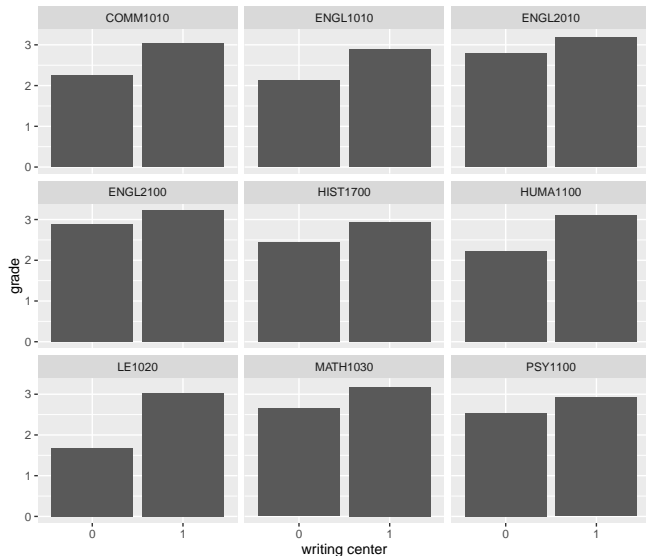 COMM1010 ENGL1010 ENGL2010
3
2
1
0
ENGL2100 HIST1700 HUMA1100
3
2
1
0
grade
LE1020 MATH1030 PSY1100
3
2
1
0
0 1 0 1 0 1
writing center